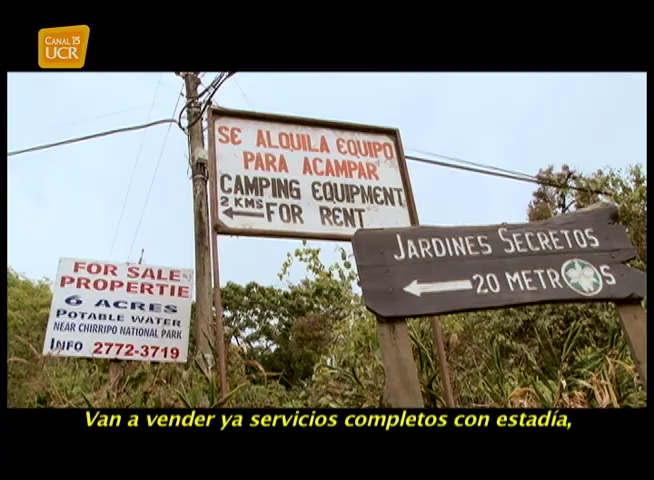 CANAL 15
UCR
SE ALQUILA EQUIPO
PARA ACAMPAR
CAMPING EQUIPMENT
2 KMS
FOR RENT
JARDINES SECRETOS
20 METROS
FOR SALE
PROPERTIE
6 ACRES
POTABLE WATER
NEAR CHIRRIPO NATIONAL PARK
INFO 2772-3719
Van a vender ya servicios completos con estadía,